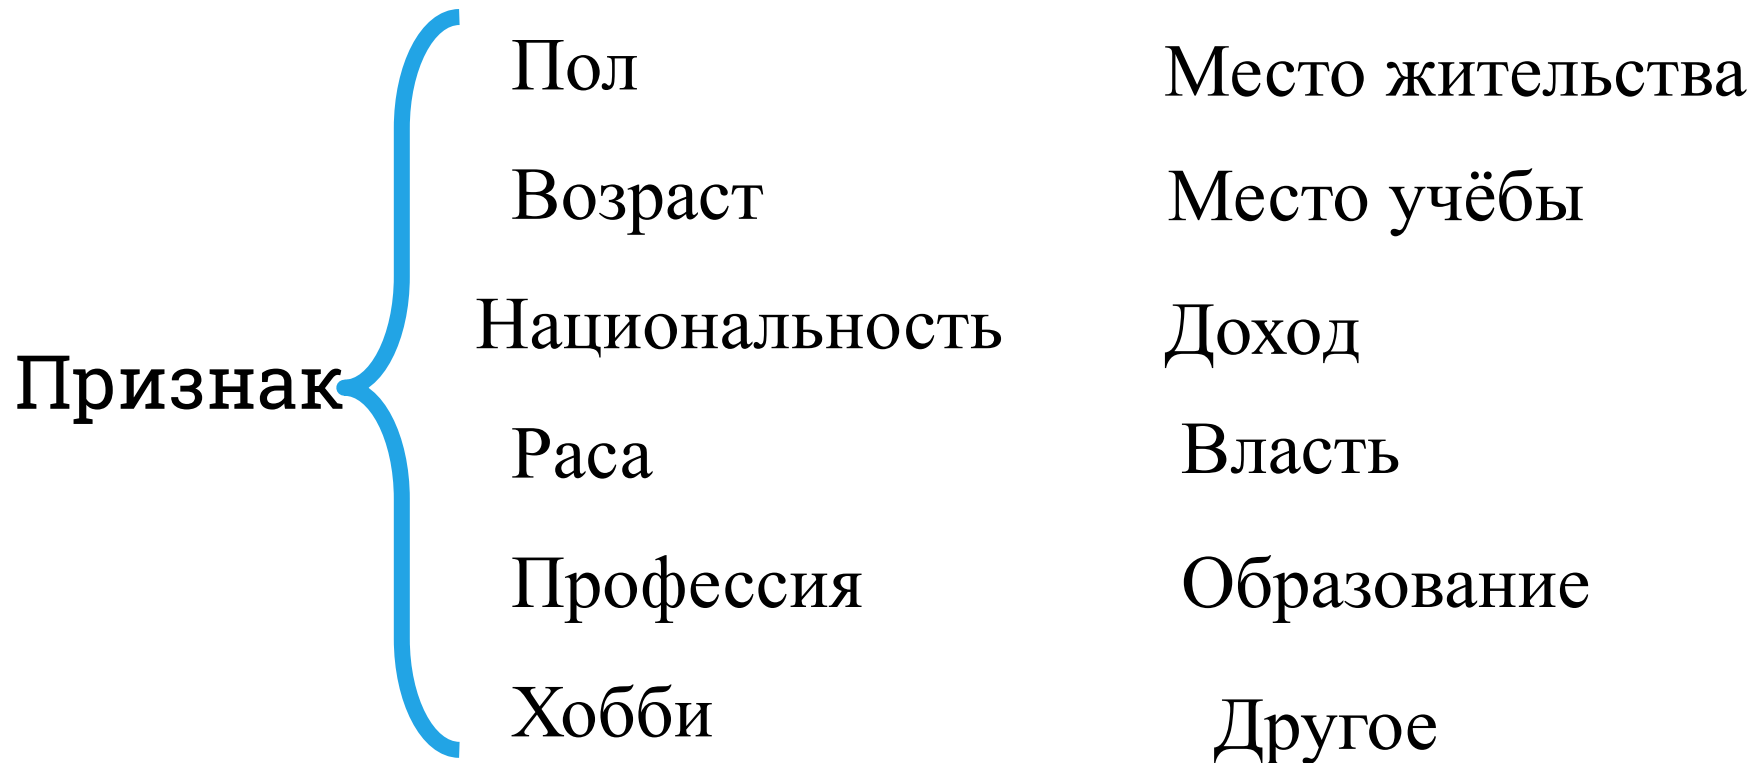 Признак
Пол
Возраст
Национальность
Раса
Профессия
Хобби
Место жительства
Место учёбы
Доход
Власть
Образование
Другое